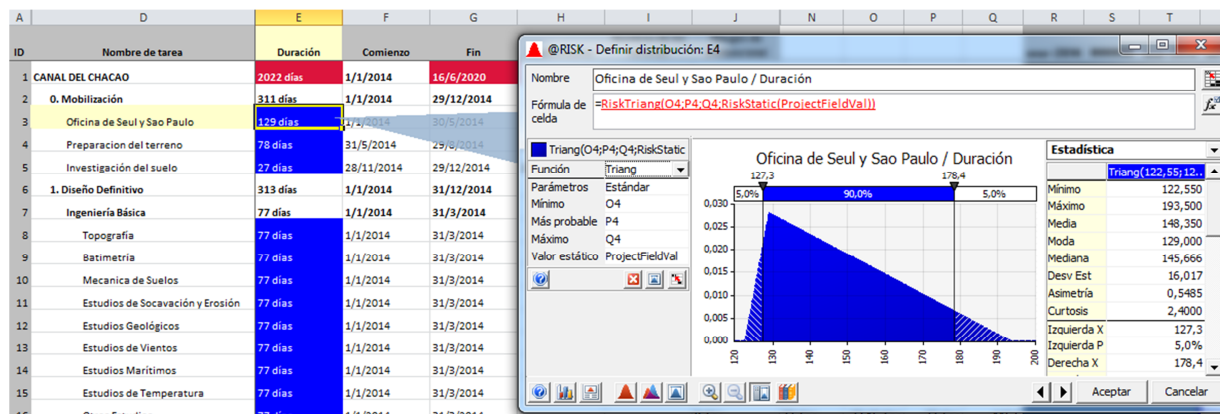 A D E F G H I J N O P Q R S T
ID Nombre de tarea Duración Comienzo Fin
1 CANAL DEL CHACAO 2022 días 1/1/2014 16/6/2020
2 0. Mobilización 311 días 1/1/2014 29/12/2014
3 Oficina de Seul y Sao Paulo 129 días 1/1/2014 30/5/2014
4 Preparacion del terreno 78 días 31/5/2014 29/8/2014
5 Investigación del suelo 27 días 28/11/2014 29/12/2014
6 1. Diseño Definitivo 313 días 1/1/2014 31/12/2014
7 Ingeniería Básica 77 días 1/1/2014 31/3/2014
8 Topografía 77 días 1/1/2014 31/3/2014
9 Batimetría 77 días 1/1/2014 31/3/2014
10 Mecanica de Suelos 77 días 1/1/2014 31/3/2014
11 Estudios de Socavación y Erosión 77 días 1/1/2014 31/3/2014
12 Estudios Geológicos 77 días 1/1/2014 31/3/2014
13 Estudios de Vientos 77 días 1/1/2014 31/3/2014
14 Estudios Marítimos 77 días 1/1/2014 31/3/2014
15 Estudios de Temperatura 77 días 1/1/2014 31/3/2014
@RISK - Definir distribución: E4
Nombre Oficina de Seul y Sao Paulo / Duración
Fórmula de celda =RiskTriang(O4;P4;Q4;RiskStatic(ProjectFieldVal))
Triang(O4;P4;Q4;RiskStatic
Función Triang
Parámetros Estándar
Mínimo O4
Más probable P4
Máximo Q4
Valor estático ProjectFieldVal
Oficina de Seul y Sao Paulo / Duración
127,3 178,4
5,0% 90,0% 5,0%
0,030
0,025
0,020
0,015
0,010
0,005
0,000
120 130 140 150 160 170 180 190 200
Estadística
Triang(122,55;12...
Mínimo 122,550
Máximo 193,500
Media 148,350
Moda 129,000
Mediana 145,666
Desv Est 16,017
Asimetría 0,5485
Curtosis 2,4000
Izquierda X 127,3
Izquierda P 5,0%
Derecha X 178,4
Aceptar Cancelar